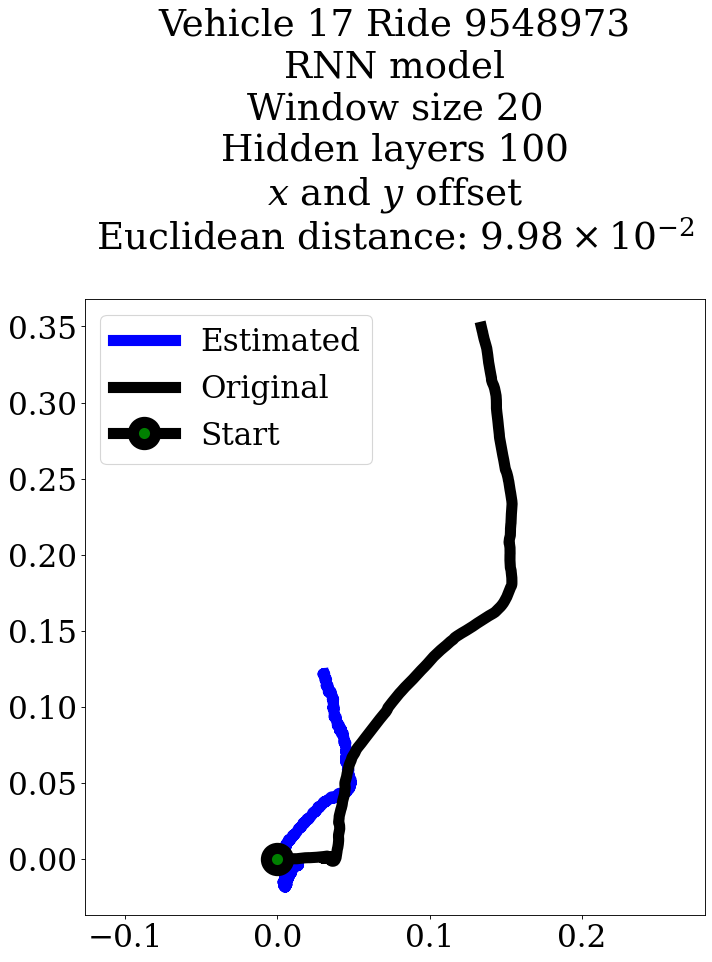 Vehicle 17 Ride 9548973
RNN model
Window size 20
Hidden layers 100
x and y offset
Euclidean distance: 9.98 × 10⁻²
Estimated
Original
Start
0.35
0.30
0.25
0.20
0.15
0.10
0.05
0.00
−0.1 0.0 0.1 0.2